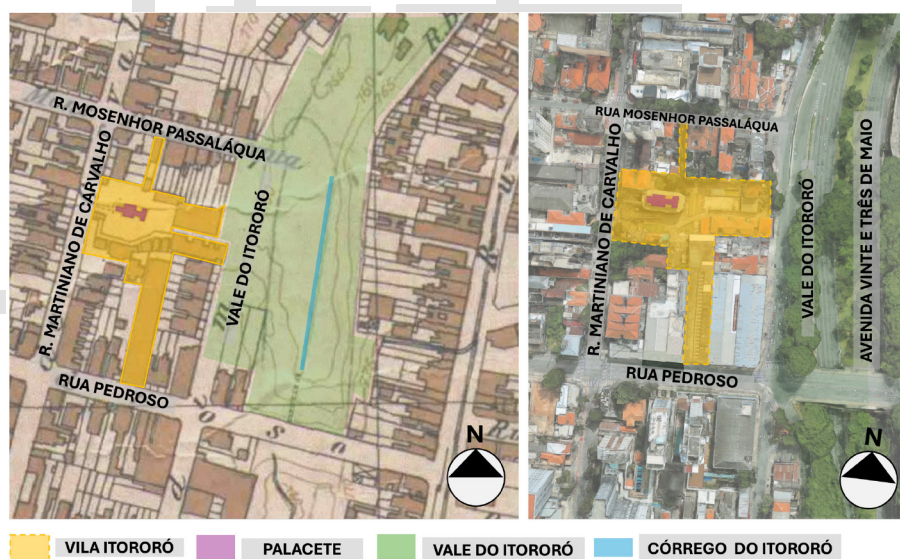 R. MOSENHOR PASSALÁQUA
R. MARTINIANO DE CARVALHO
VALE DO ITORORÓ
RUA PEDROSO
N
RUA MOSENHOR PASSALÁQUA
R. MARTINIANO DE CARVALHO
VALE DO ITORORÓ
AVENIDA VINTE E TRÊS DE MAIO
RUA PEDROSO
N
VILA ITORORÓ
PALACETE
VALE DO ITORORÓ
CÓRREGO DO ITORORÓ